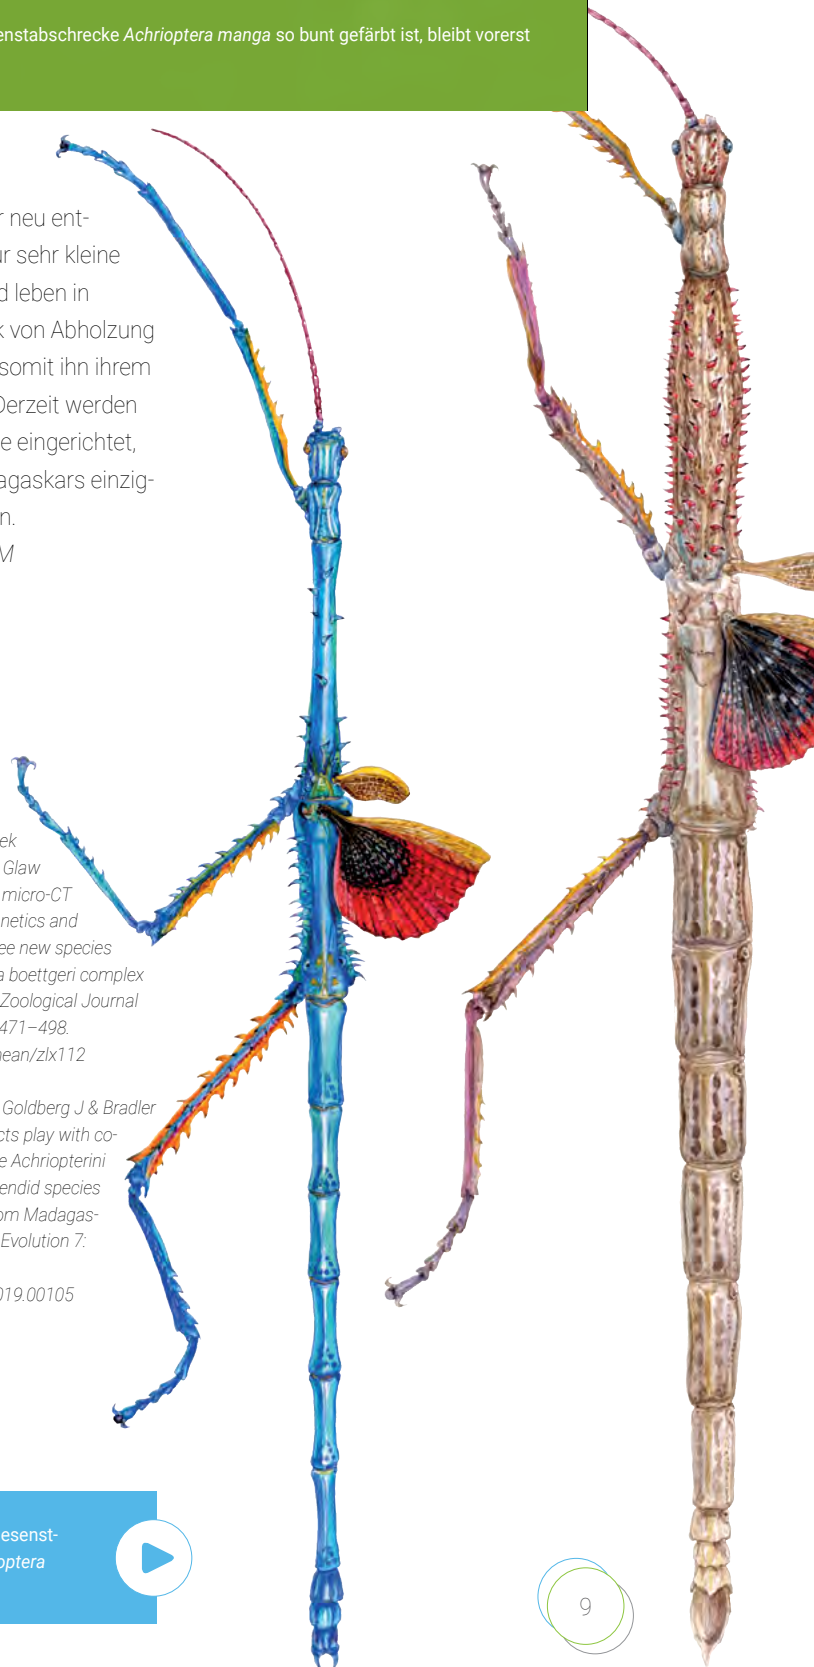 enstabschrecke Achrioptera manga so bunt gefärbt ist, bleibt vorerst
r neu ent-
ur sehr kleine
d leben in
k von Abholzung
somit ihn ihrem
Derzeit werden
e eingerichtet,
agaskars einzig-
n.
M
ek
Glaw
micro-CT
netics and
ee new species
a boettgeri complex
Zoological Journal
471–498.
nean/zlx112
Goldberg J & Bradler
cts play with co-
e Achriopterini
endid species
om Madagas-
Evolution 7:
019.00105
esenst-
optera
9